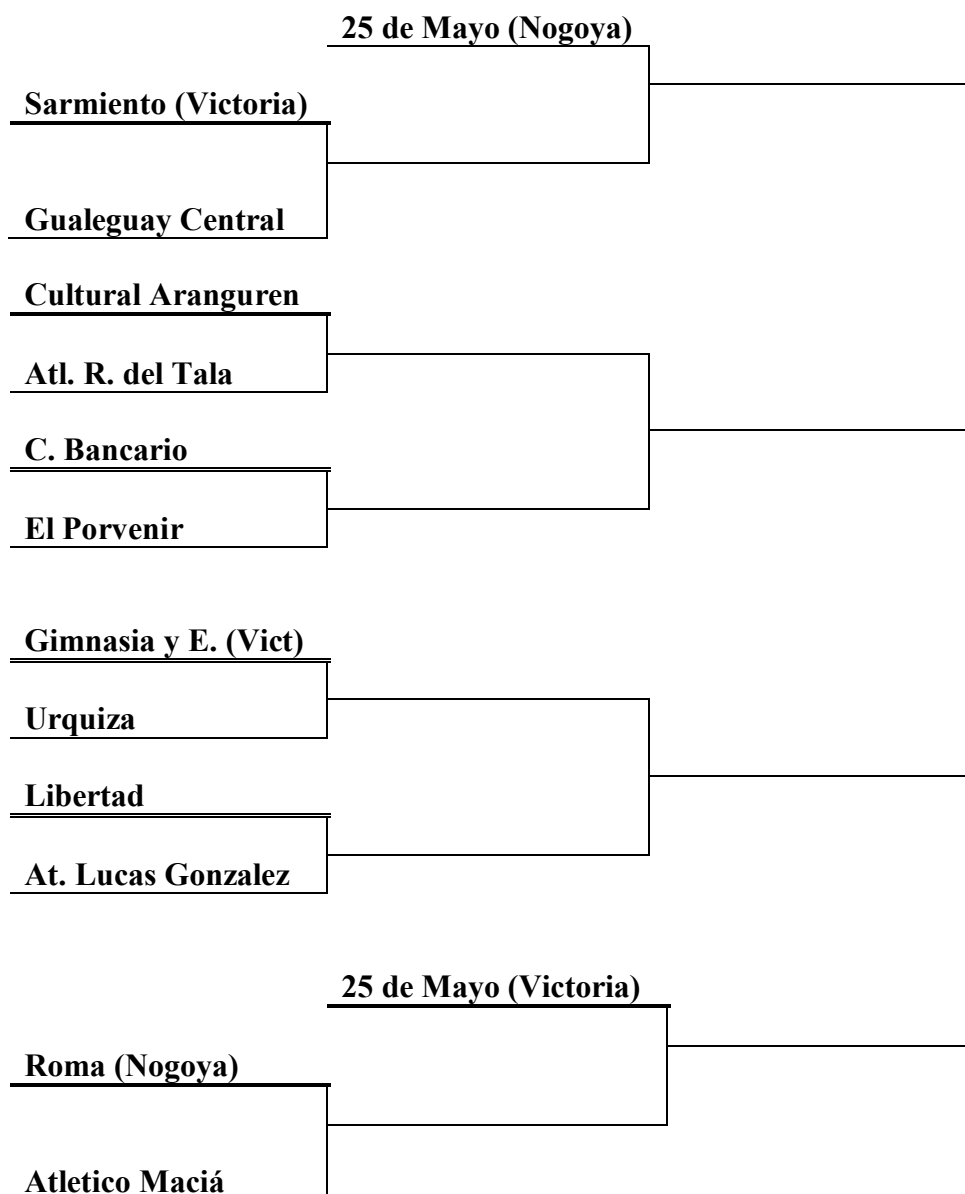 25 de Mayo (Nogoya)
Sarmiento (Victoria)
Gualeguay Central
Cultural Aranguren
Atl. R. del Tala
C. Bancario
El Porvenir
Gimnasia y E. (Vict)
Urquiza
Libertad
At. Lucas Gonzalez
25 de Mayo (Victoria)
Roma (Nogoya)
Atletico Maciá